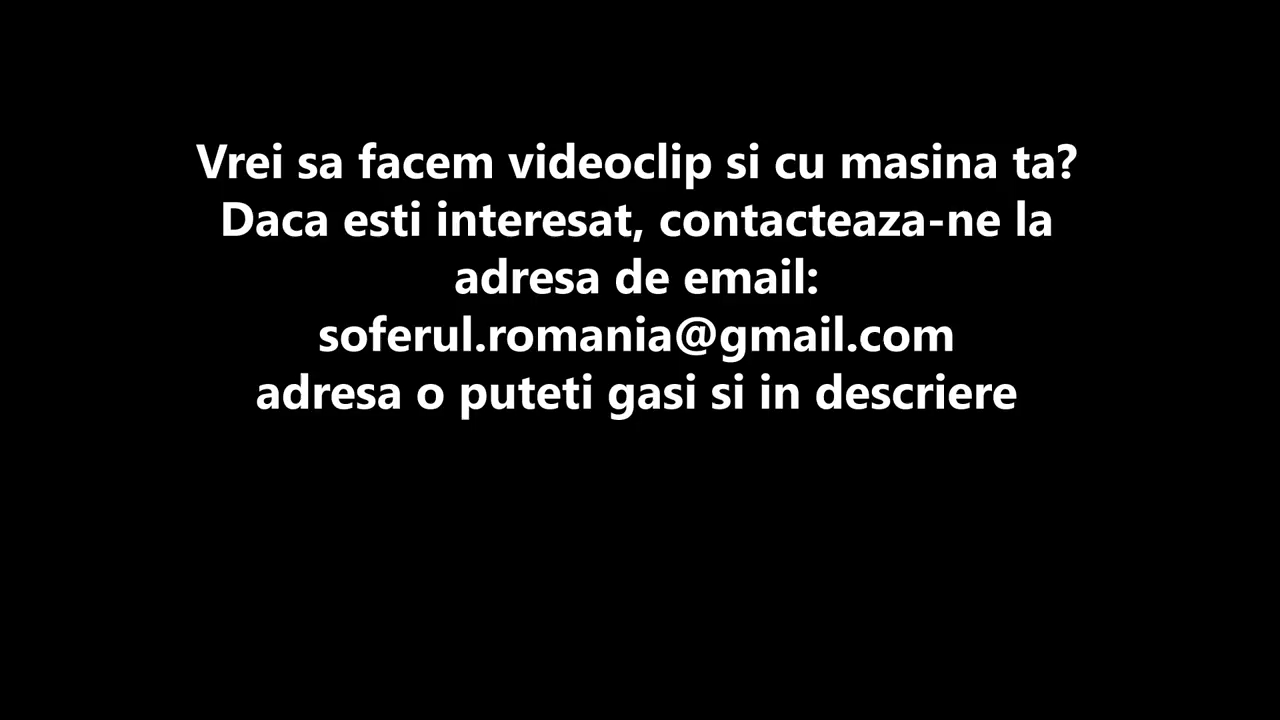 Vrei sa facem videoclip si cu masina ta?
Daca esti interesat, contacteaza-ne la
adresa de email:
soferul.romania@gmail.com
adresa o puteti gasi si in descriere